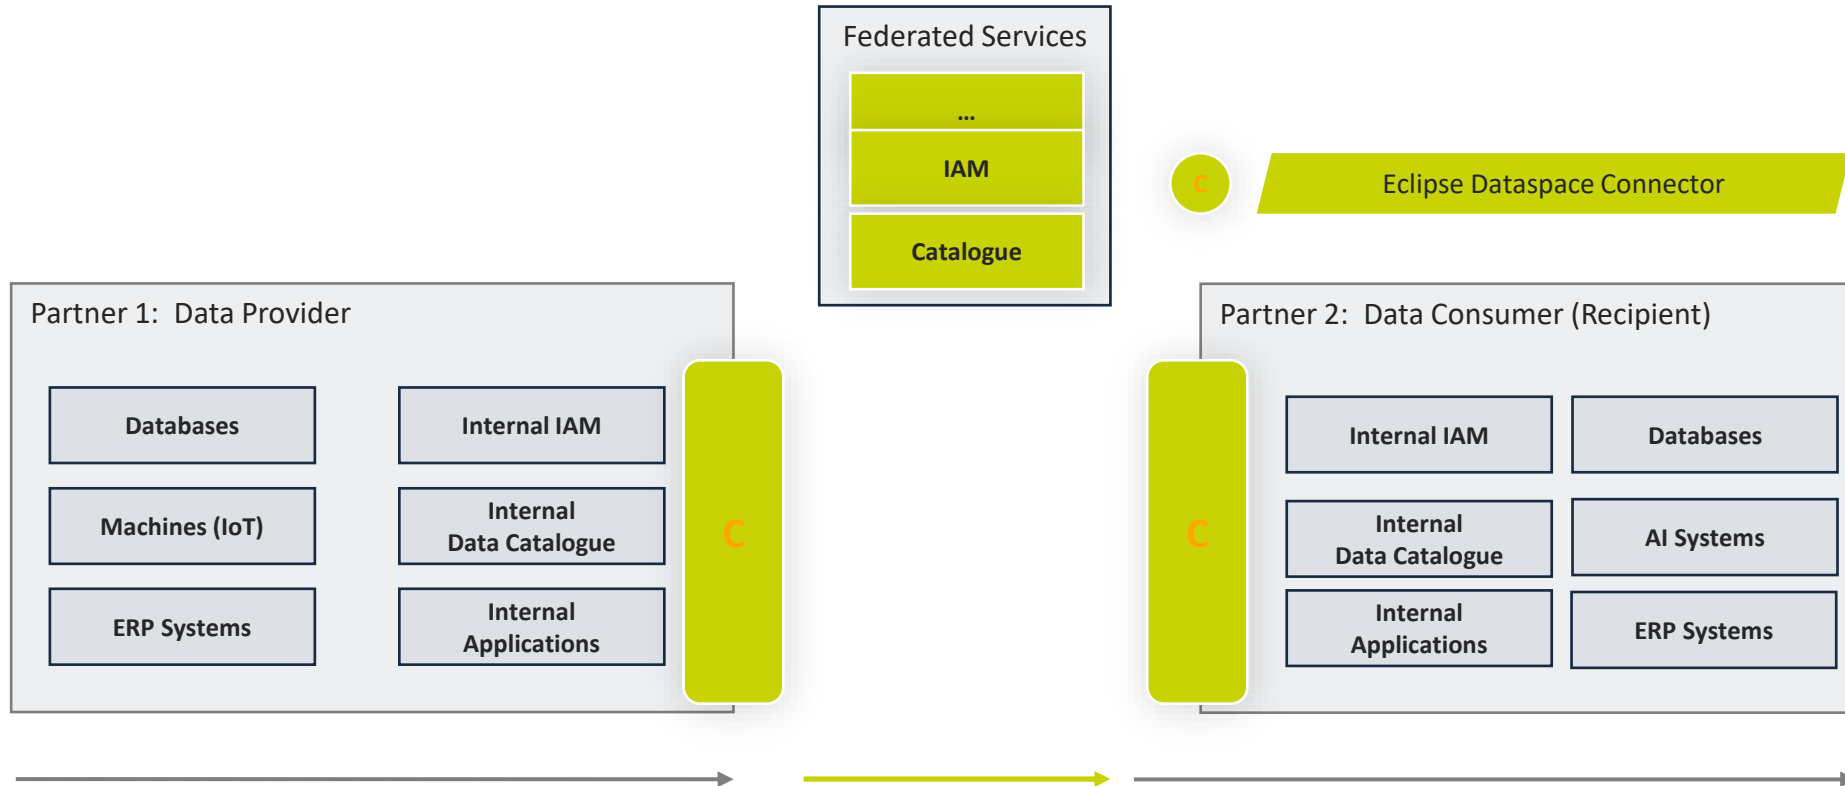 Federated Services
...
IAM
Catalogue
C
Eclipse Dataspace Connector
Partner 1: Data Provider
Databases
Internal IAM
Machines (IoT)
Internal
Data Catalogue
ERP Systems
Internal
Applications
C
Partner 2: Data Consumer (Recipient)
C
Internal IAM
Databases
Internal
Data Catalogue
AI Systems
Internal
Applications
ERP Systems